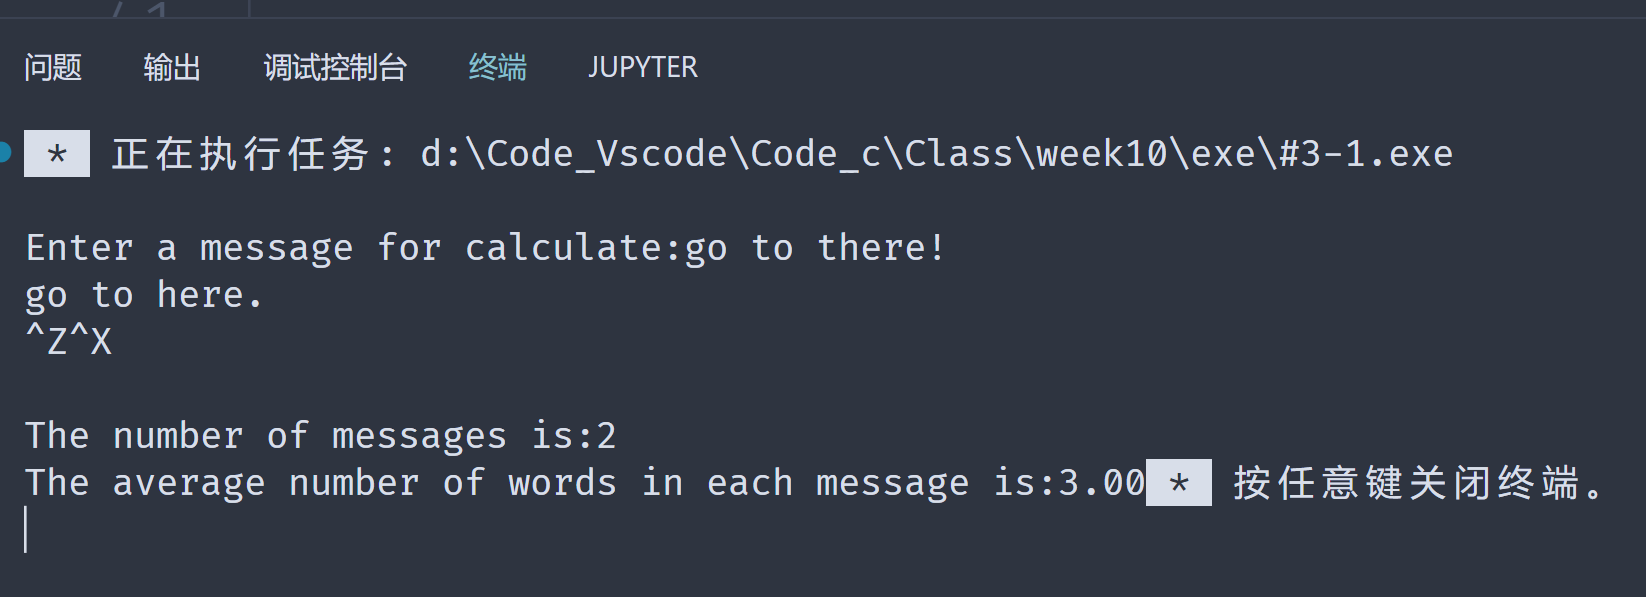 问题 输出 调试控制台 终端 JUPYTER
* 正在执行任务: d:\Code_Vscode\Code_c\Class\week10\exe\#3-1.exe
Enter a message for calculate:go to there!
go to here.
^Z^X
The number of messages is:2
The average number of words in each message is:3.00 * 按任意键关闭终端。